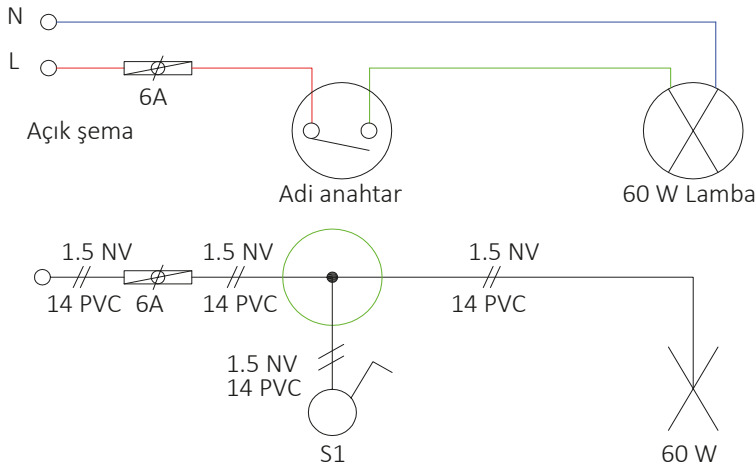 N
L
6A
Açık şema
Adi anahtar
60 W Lamba
1.5 NV
14 PVC
6A
1.5 NV
14 PVC
1.5 NV
14 PVC
1.5 NV
14 PVC
S1
60 W